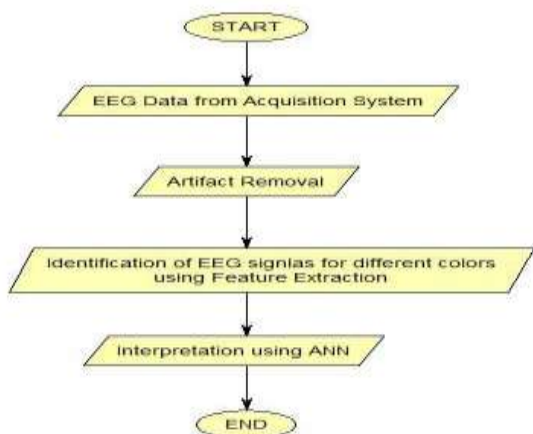 START
EEG Data from Acquisition System
Artifact Removal
Identification of EEG signlas for different colors
using Feature Extraction
Interpretation using ANN
END